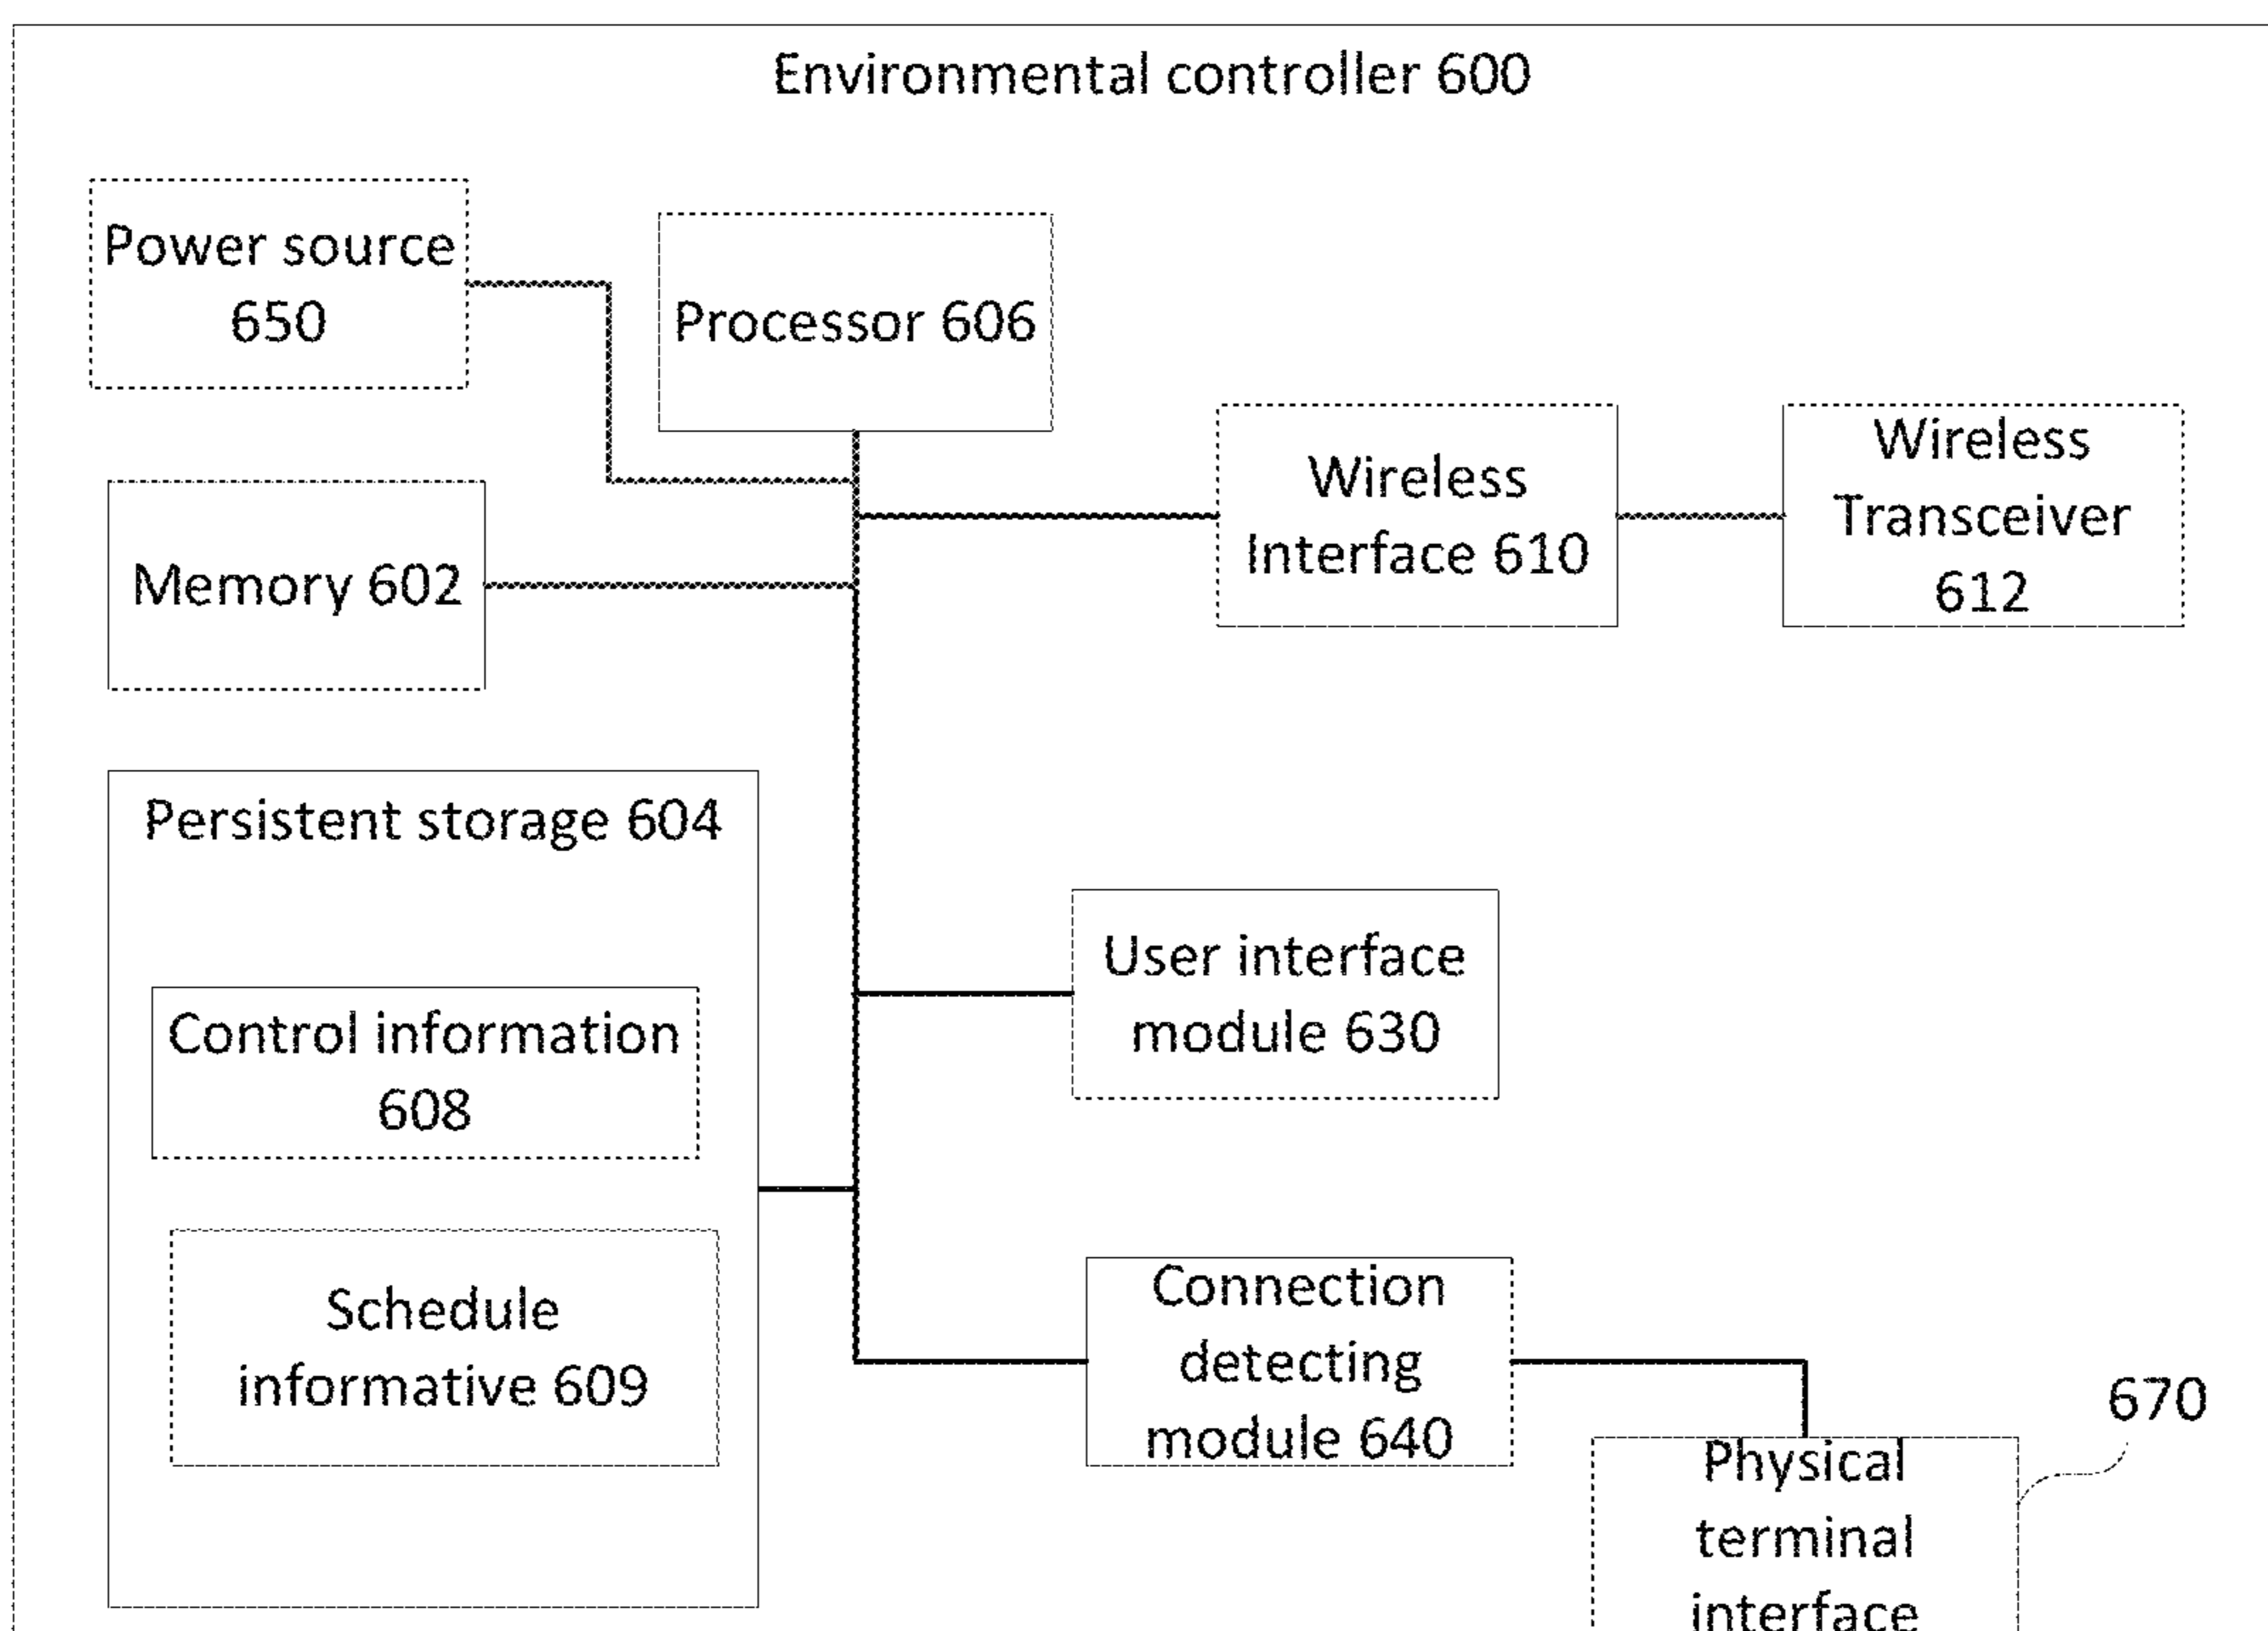 Environmental controller 600
Power source
650
Processor 606
Wireless
Interface 610
Wireless
Transceiver
612
Memory 602
Persistent storage 604
Control information
608
Schedule
informative 609
User interface
module 630
Connection
detecting
module 640
670
Physical
terminal
interface